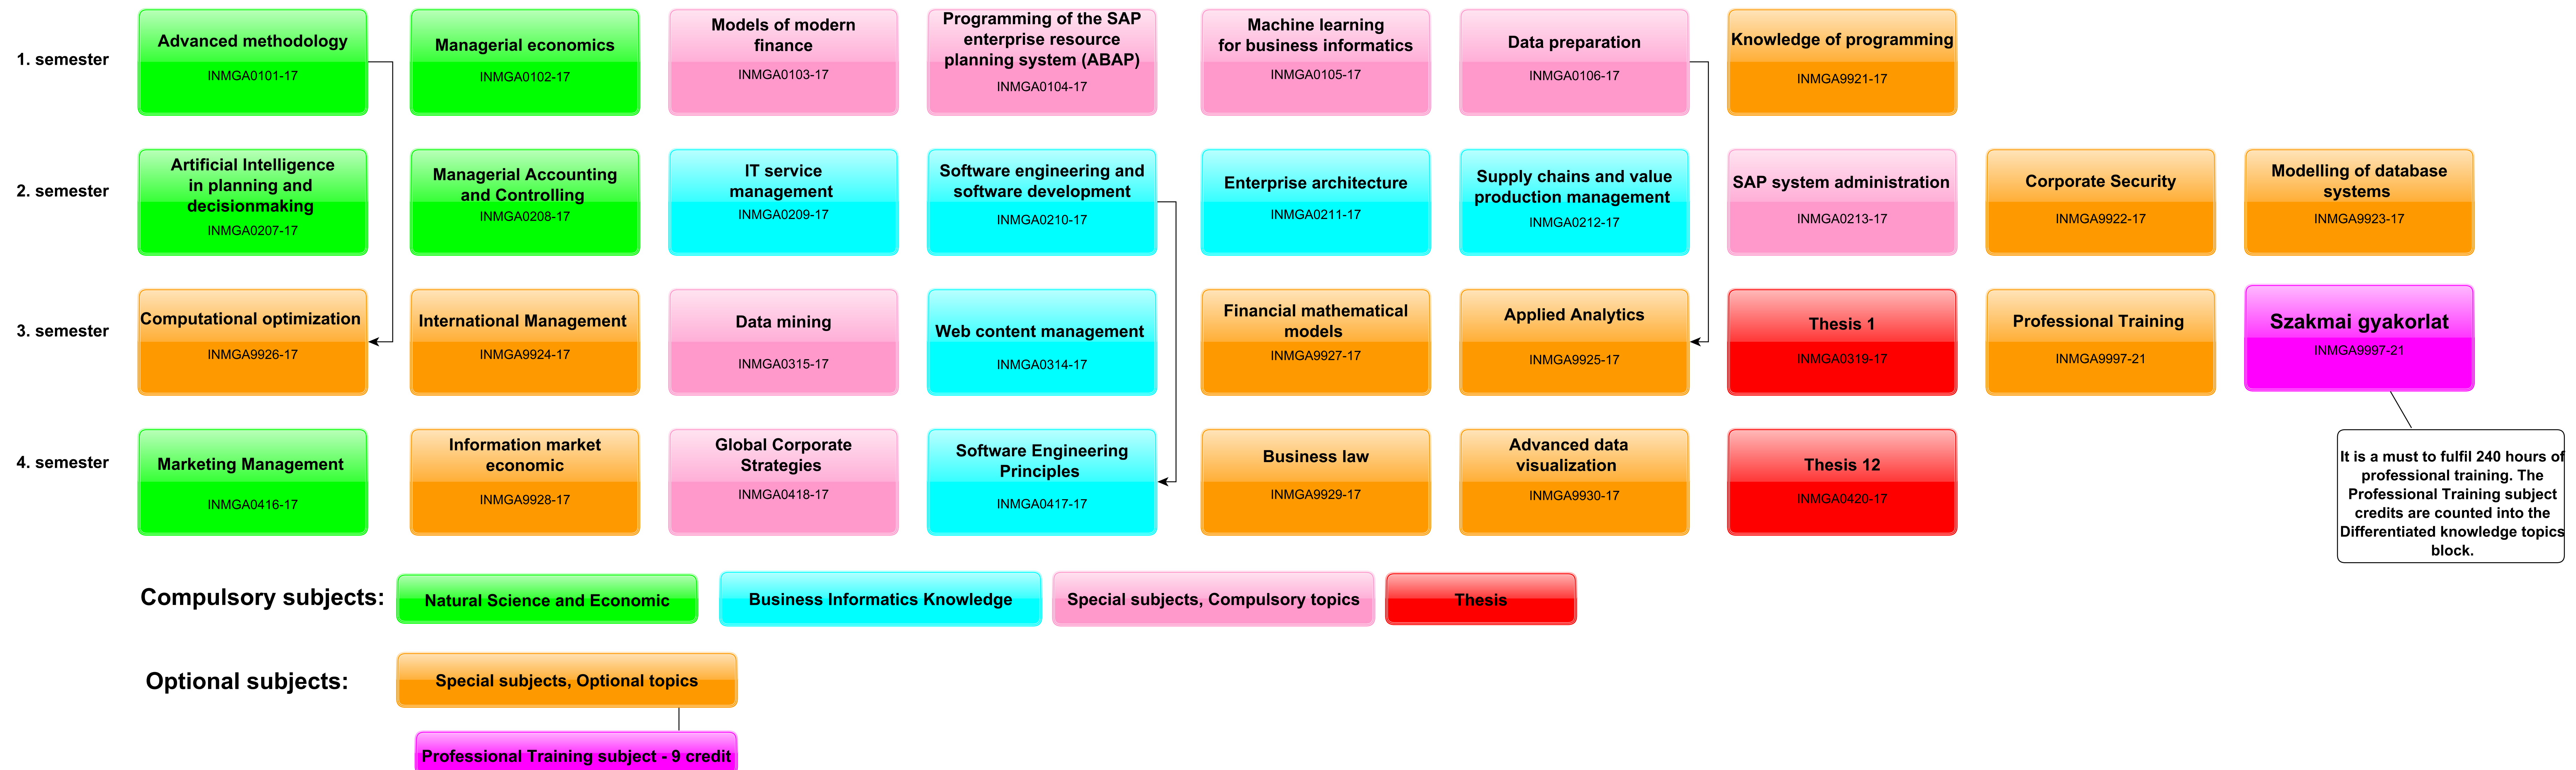 1. semester
Advanced methodology
INMGA0101-17
Managerial economics
INMGA0102-17
Models of modern
finance
INMGA0103-17
Programming of the SAP
enterprise resource
planning system (ABAP)
INMGA0104-17
Machine learning
for business informatics
INMGA0105-17
Data preparation
INMGA0106-17
Knowledge of programming
INMGA9921-17
2. semester
Artificial Intelligence
in planning and
decisionmaking
INMGA0207-17
Managerial Accounting
and Controlling
INMGA0208-17
IT service
management
INMGA0209-17
Software engineering and
software development
INMGA0210-17
Enterprise architecture
INMGA0211-17
Supply chains and value
production management
INMGA0212-17
SAP system administration
INMGA0213-17
Corporate Security
INMGA9922-17
Modelling of database
systems
INMGA9923-17
3. semester
Computational optimization
INMGA9926-17
International Management
INMGA9924-17
Data mining
INMGA0315-17
Web content management
INMGA0314-17
Financial mathematical
models
INMGA9927-17
Applied Analytics
INMGA9925-17
Thesis 1
INMGA0319-17
Professional Training
INMGA9997-21
Szakmai gyakorlat
INMGA9997-21
4. semester
Marketing Management
INMGA0416-17
Information market
economic
INMGA9928-17
Global Corporate
Strategies
INMGA0418-17
Software Engineering
Principles
INMGA0417-17
Business law
INMGA9929-17
Advanced data
visualization
INMGA9930-17
Thesis 12
INMGA0420-17
It is a must to fulfil 240 hours of
professional training. The
Professional Training subject
credits are counted into the
Differentiated knowledge topics
block.
Compulsory subjects:
Natural Science and Economic
Business Informatics Knowledge
Special subjects, Compulsory topics
Thesis
Optional subjects:
Special subjects, Optional topics
Professional Training subject - 9 credit